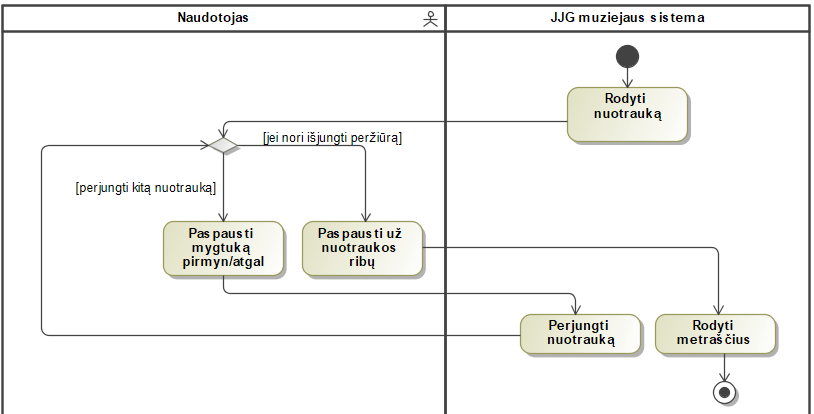 Naudotojas
JJG muziejaus sistema
Rodyti
nuotrauką
[jei nori išjungti peržiūrą]
[perjungti kitą nuotrauką]
Paspausti
mygtuką
pirmyn/atgal
Paspausti už
nuotraukos
ribų
Perjungti
nuotrauką
Rodyti
metraščius